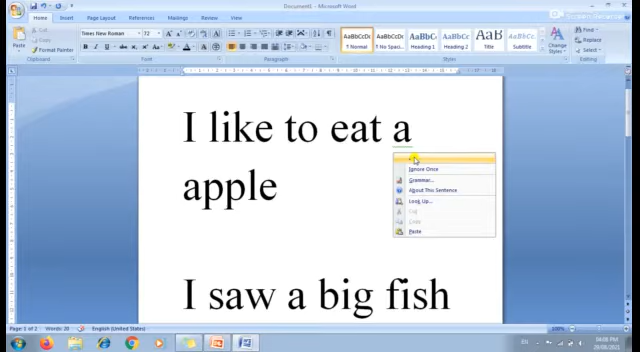 Document1 - Microsoft Word
Home Insert Page Layout References Mailings Review View
Paste
Cut
Copy
Format Painter
Times New Roman 72
AaBbCcDc AaBbCcDc AaBbC AaBbCc AaB AaBbCc.
¶ Normal ¶ No Spaci... Heading 1 Heading 2 Title Subtitle
Change Styles
Find
Replace
Select
Clipboard Font Paragraph Styles Editing
I like to eat a
apple
I saw a big fish
Ignore Once
Grammar...
About This Sentence
Look Up...
Cut
Copy
Paste
Page: 1 of 2 Words: 20 English (United States) 100%
EN